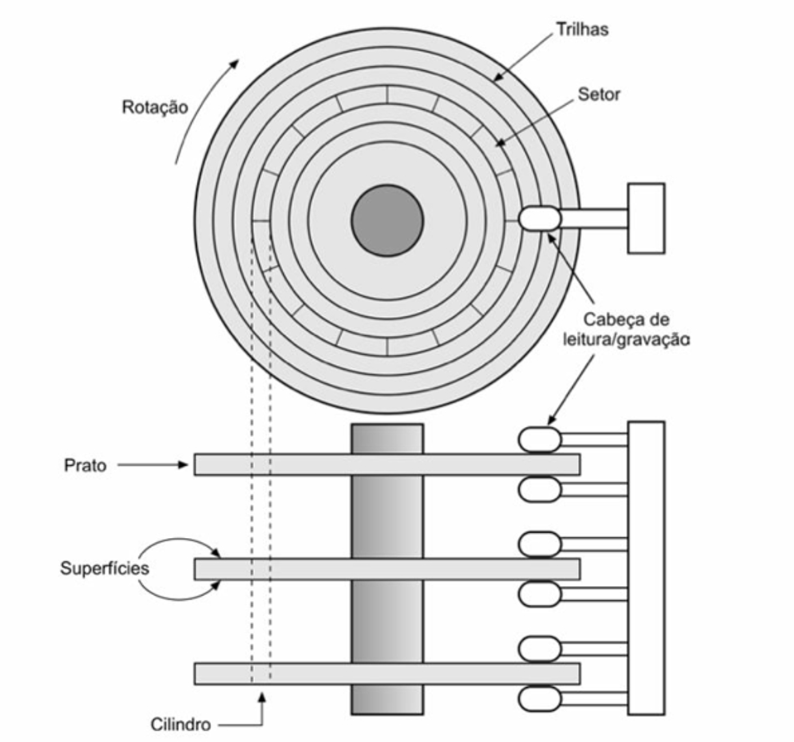 Trilhas
Setor
Rotação
Cabeça de
leitura/gravação
Prato
Superfícies
Cilindro